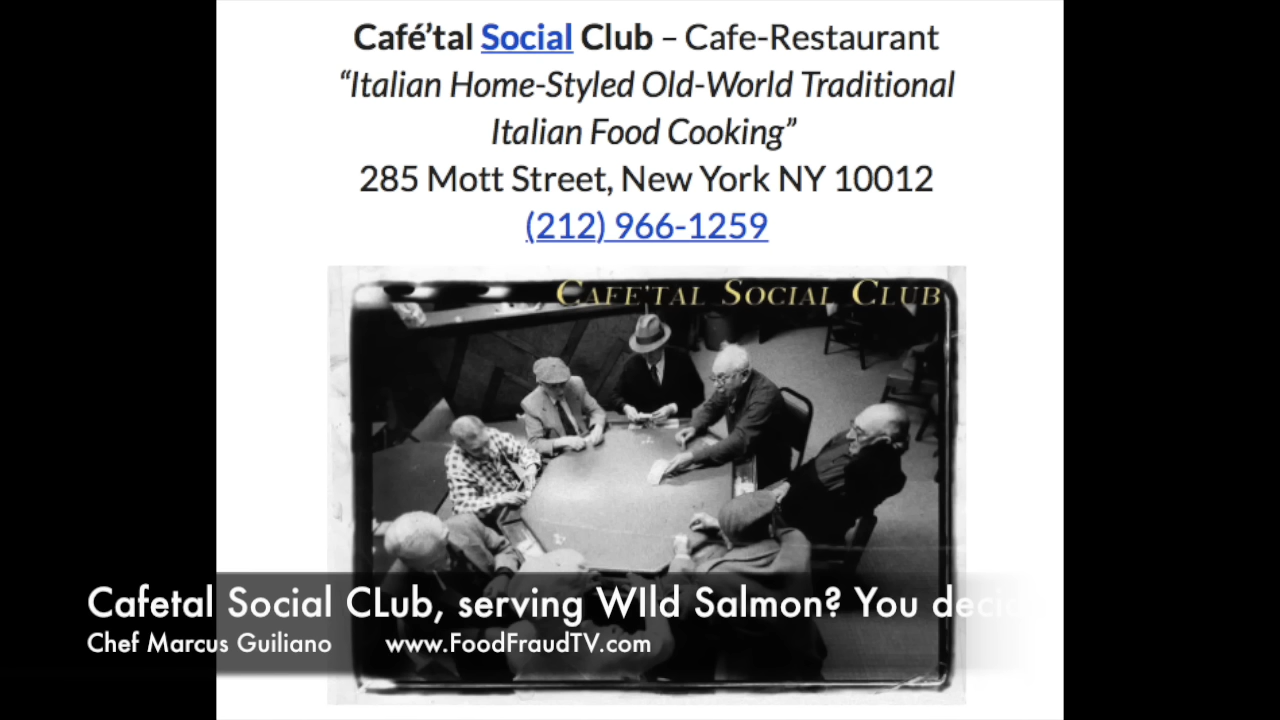 Café’tal Social Club – Cafe-Restaurant
“Italian Home-Styled Old-World Traditional
Italian Food Cooking”
285 Mott Street, New York NY 10012
(212) 966-1259
CAFE'TAL SOCIAL CLUB
Cafetal Social CLub, serving WIld Salmon? You
Chef Marcus Guiliano www.FoodFraudTV.com